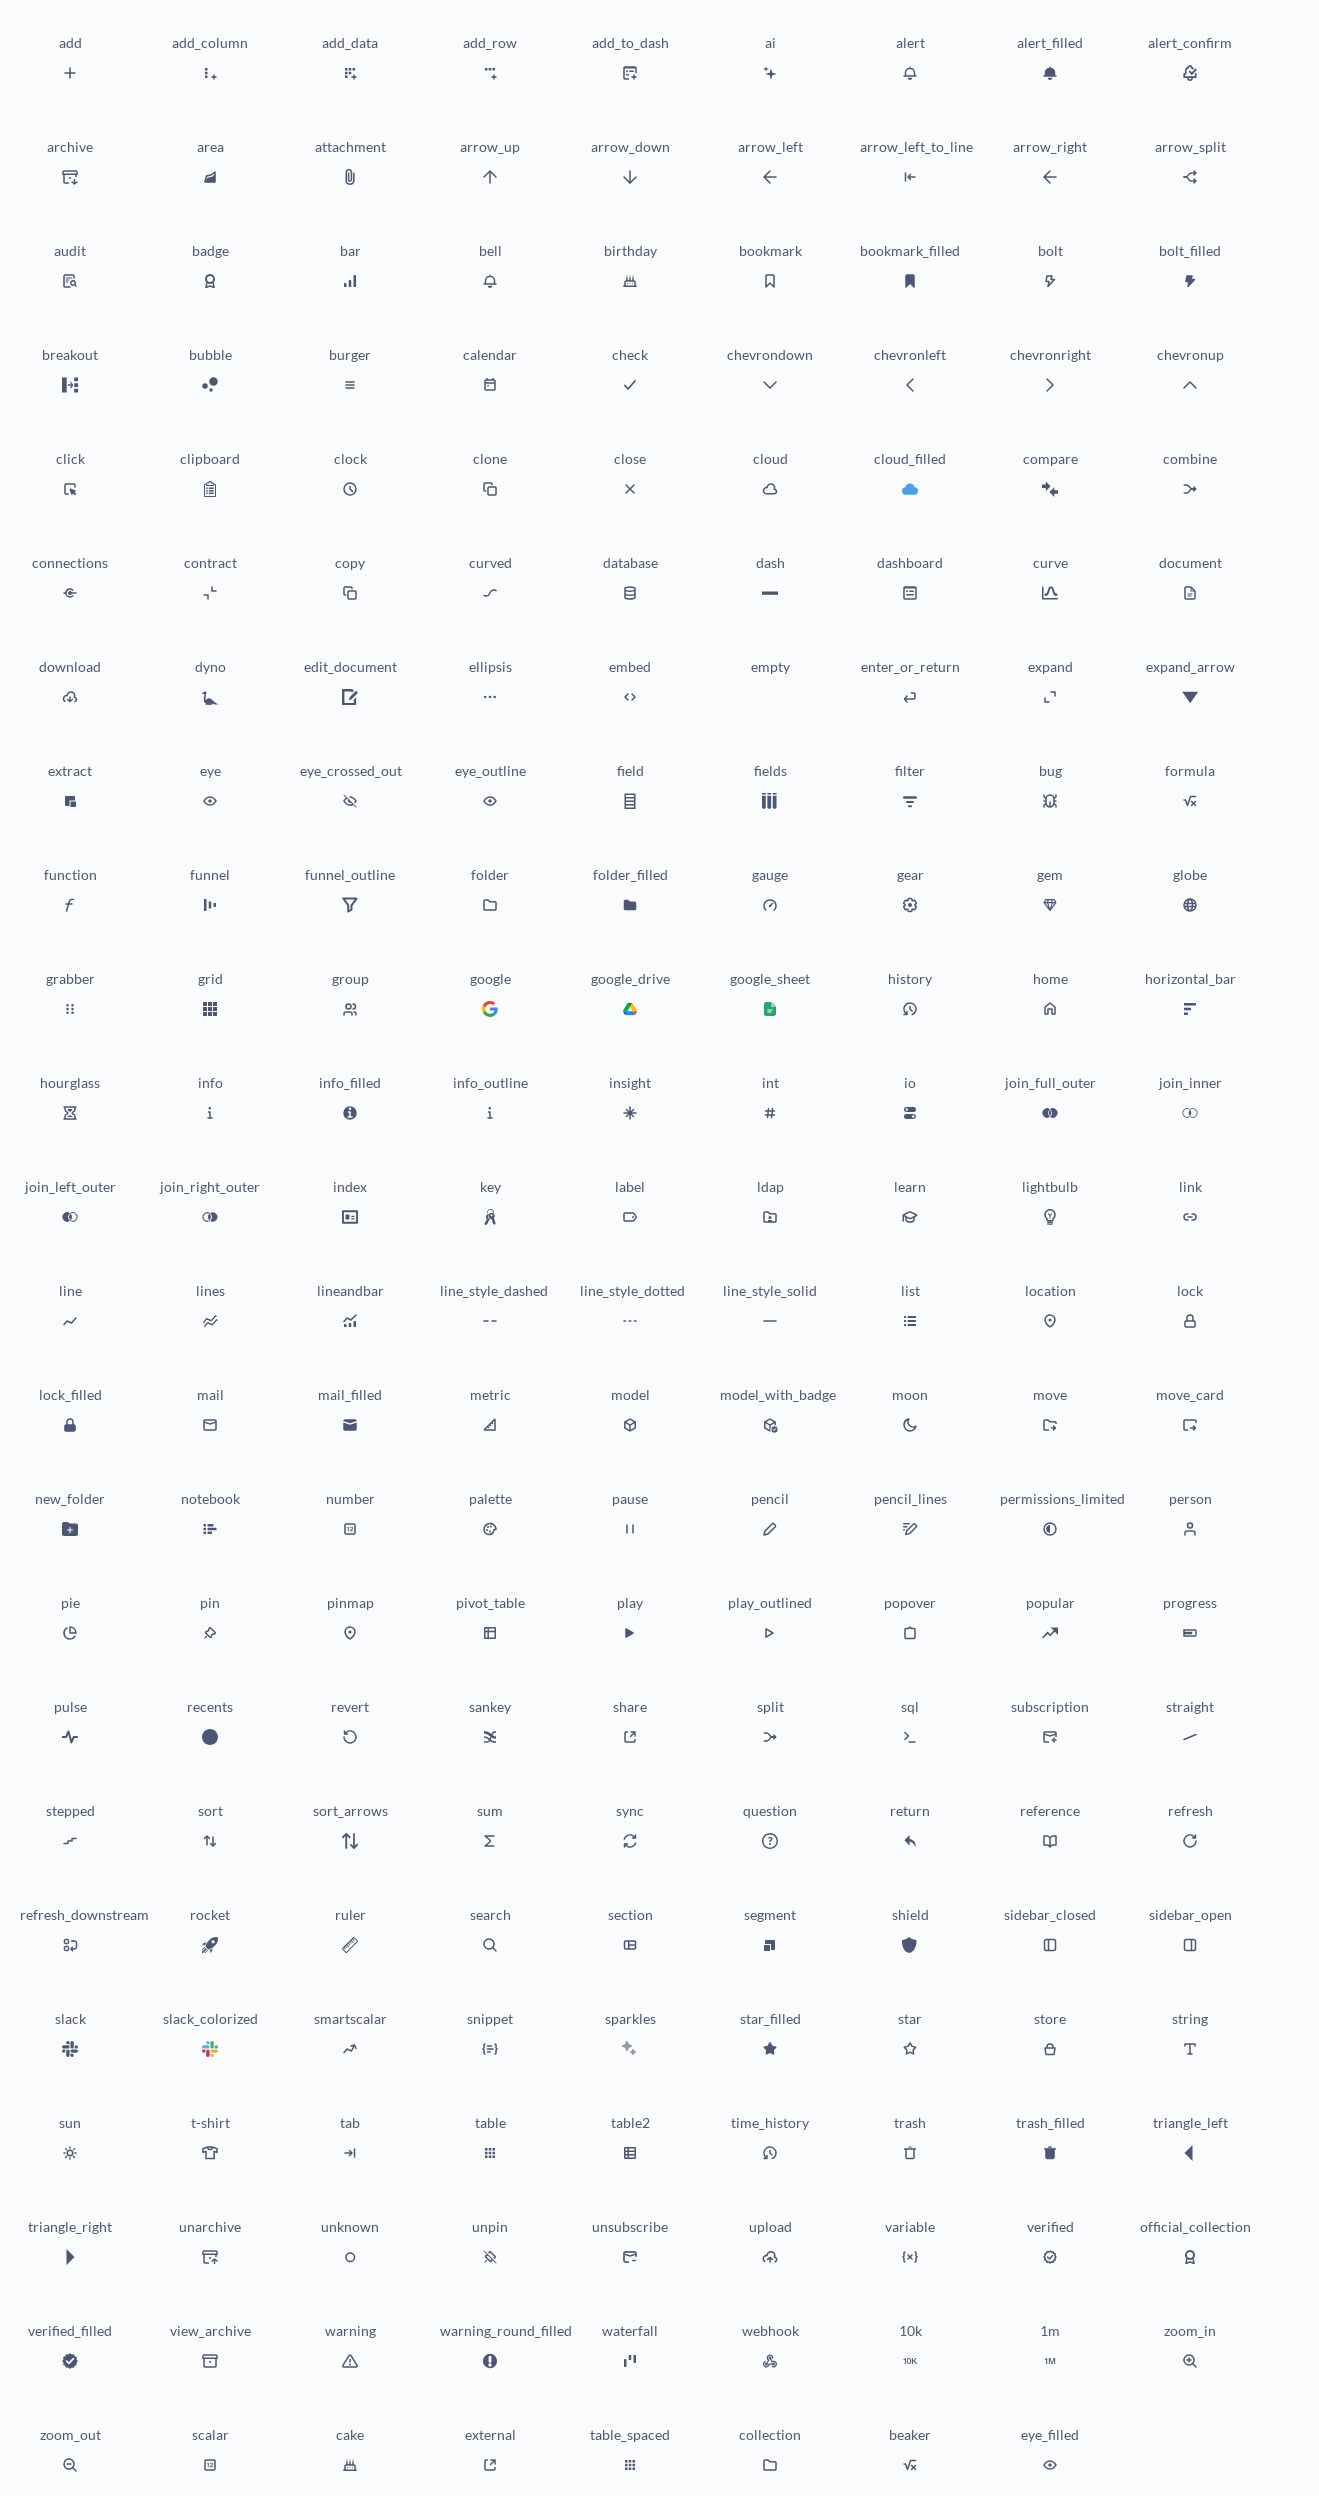 add add_column add_data add_row add_to_dash ai alert alert_filled alert_confirm
archive area attachment arrow_up arrow_down arrow_left arrow_left_to_line arrow_right arrow_split
audit badge bar bell birthday bookmark bookmark_filled bolt bolt_filled
breakout bubble burger calendar check chevrondown chevronleft chevronright chevronup
click clipboard clock clone close cloud cloud_filled compare combine
connections contract copy curved database dash dashboard curve document
download dyno edit_document ellipsis embed empty enter_or_return expand expand_arrow
extract eye eye_crossed_out eye_outline field fields filter bug formula
function funnel funnel_outline folder folder_filled gauge gear gem globe
grabber grid group google google_drive google_sheet history home horizontal_bar
hourglass info info_filled info_outline insight int io join_full_outer join_inner
join_left_outer join_right_outer index key label ldap learn lightbulb link
line lines lineandbar line_style_dashed line_style_dotted line_style_solid list location lock
lock_filled mail mail_filled metric model model_with_badge moon move move_card
new_folder notebook number palette pause pencil pencil_lines permissions_limited person
12
pie pin pinmap pivot_table play play_outlined popover popular progress
pulse recents revert sankey share split sql subscription straight
stepped sort sort_arrows sum sync question return reference refresh
refresh_downstream rocket ruler search section segment shield sidebar_closed sidebar_open
slack slack_colorized smartscalar snippet sparkles star_filled star store string
sun t-shirt tab table table2 time_history trash trash_filled triangle_left
triangle_right unarchive unknown unpin unsubscribe upload variable verified official_collection
verified_filled view_archive warning warning_round_filled waterfall webhook 10k 1m zoom_in
10K 1M
zoom_out scalar cake external table_spaced collection beaker eye_filled
12